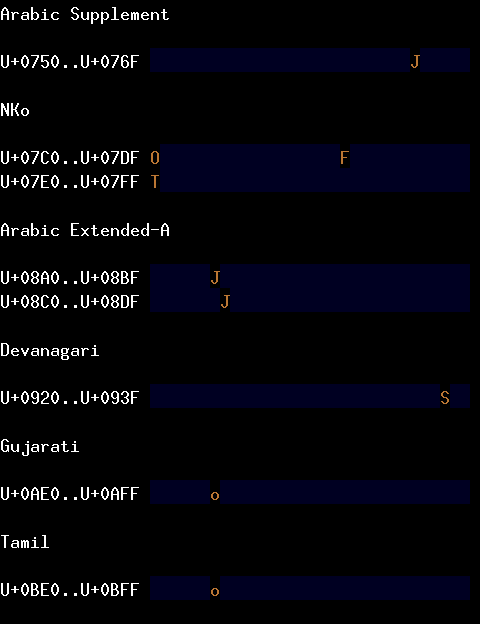 Arabic Supplement
U+0750..U+076F J
NKo
U+07C0..U+07DF O F
U+07E0..U+07FF T
Arabic Extended-A
U+08A0..U+08BF J
U+08C0..U+08DF J
Devanagari
U+0920..U+093F S
Gujarati
U+0AE0..U+0AFF o
Tamil
U+0BE0..U+0BFF o